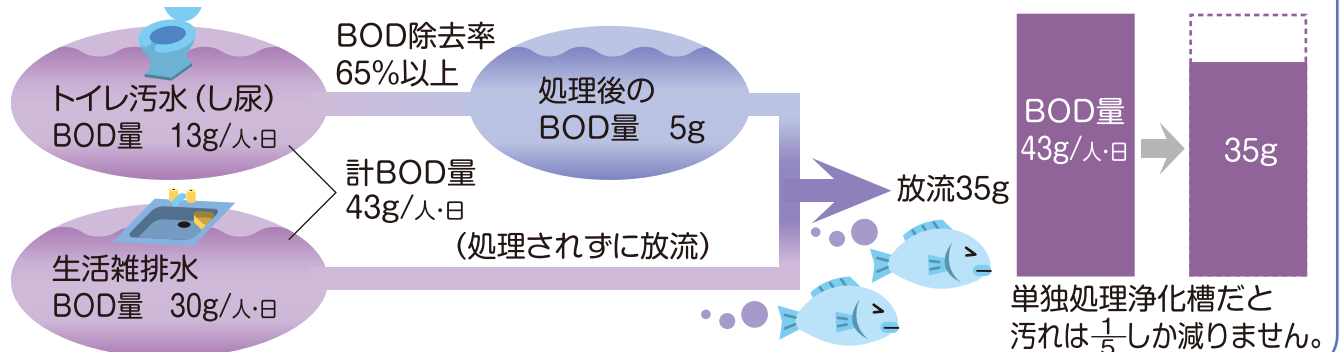 トイレ汚水（し尿）
BOD量　13g/人・日
BOD除去率
65%以上
処理後の
BOD量　5g
計BOD量
43g/人・日
生活雑排水
BOD量　30g/人・日
（処理されずに放流）
放流35g
BOD量
43g/人・日
35g
単独処理浄化槽だと
汚れは1/5しか減りません。